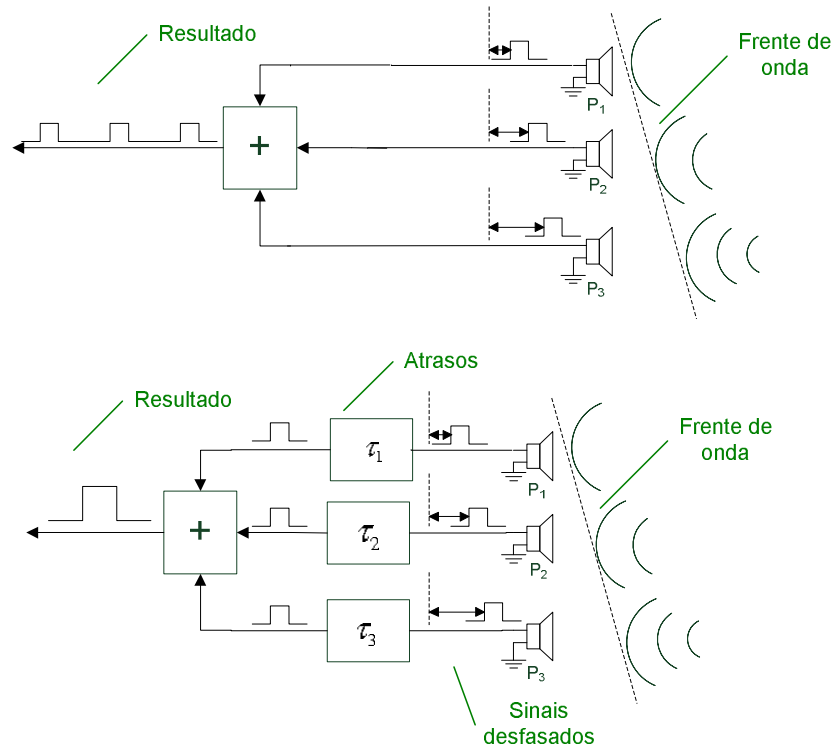 Resultado
Frente de
onda
P1
+
P2
P3
Atrasos
Resultado
Frente de
onda
τ1
P1
+
τ2
P2
τ3
P3
Sinais
desfasados